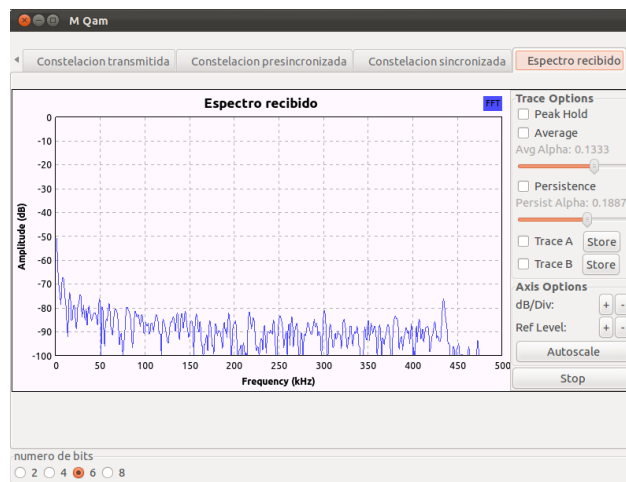 M Qam
Constelacion transmitida
Constelacion presincronizada
Constelacion sincronizada
Espectro recibido
Espectro recibido
FFT
0
-10
-20
-30
-40
-50
-60
-70
-80
-90
-100
Amplitude (dB)
0 50 100 150 200 250 300 350 400 450 500
Frequency (kHz)
Trace Options
Peak Hold
Average
Avg Alpha: 0.1333
Persistence
Persist Alpha: 0.1887
Trace A Store
Trace B Store
Axis Options
dB/Div: + -
Ref Level: + -
Autoscale
Stop
numero de bits
2 4 6 8